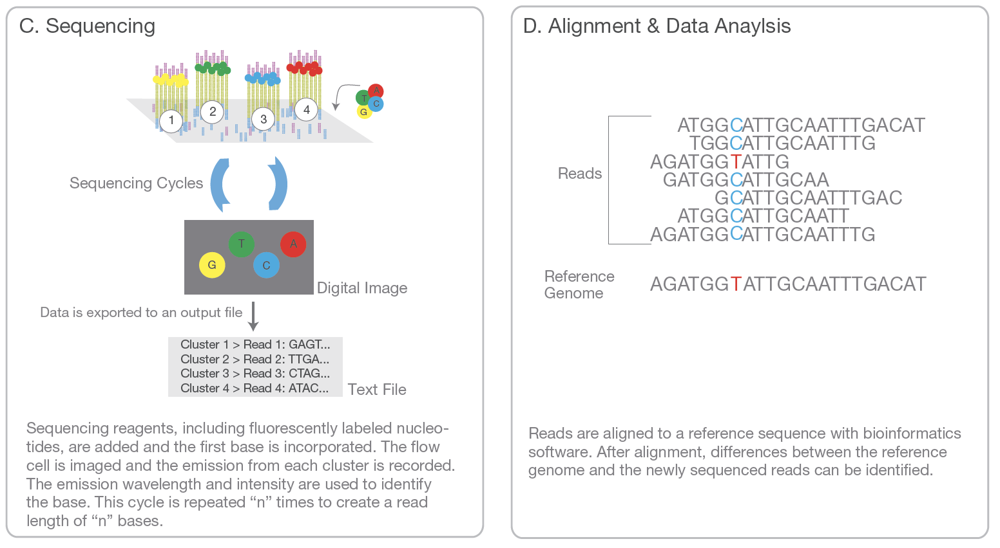 C. Sequencing
1
2
3
4
A
T
C
G
Sequencing Cycles
T
A
G
C
Digital Image
Data is exported to an output file
Cluster 1 > Read 1: GAGT...
Cluster 2 > Read 2: TTGA...
Cluster 3 > Read 3: CTAG...
Cluster 4 > Read 4: ATAC...
Text File
Sequencing reagents, including fluorescently labeled nucleo-
tides, are added and the first base is incorporated. The flow
cell is imaged and the emission from each cluster is recorded.
The emission wavelength and intensity are used to identify
the base. This cycle is repeated “n” times to create a read
length of “n” bases.
D. Alignment & Data Anaylsis
Reads
ATGGCATTGCAATTTGACAT
TGGCATTGCAATTTG
AGATGGTATTG
GATGGCATTGCAA
GCATTGCAATTTGAC
ATGGCATTGCAATT
AGATGGCATTGCAATTTG
Reference
Genome
AGATGGTATTGCAATTTGACAT
Reads are aligned to a reference sequence with bioinformatics
software. After alignment, differences between the reference
genome and the newly sequenced reads can be identified.